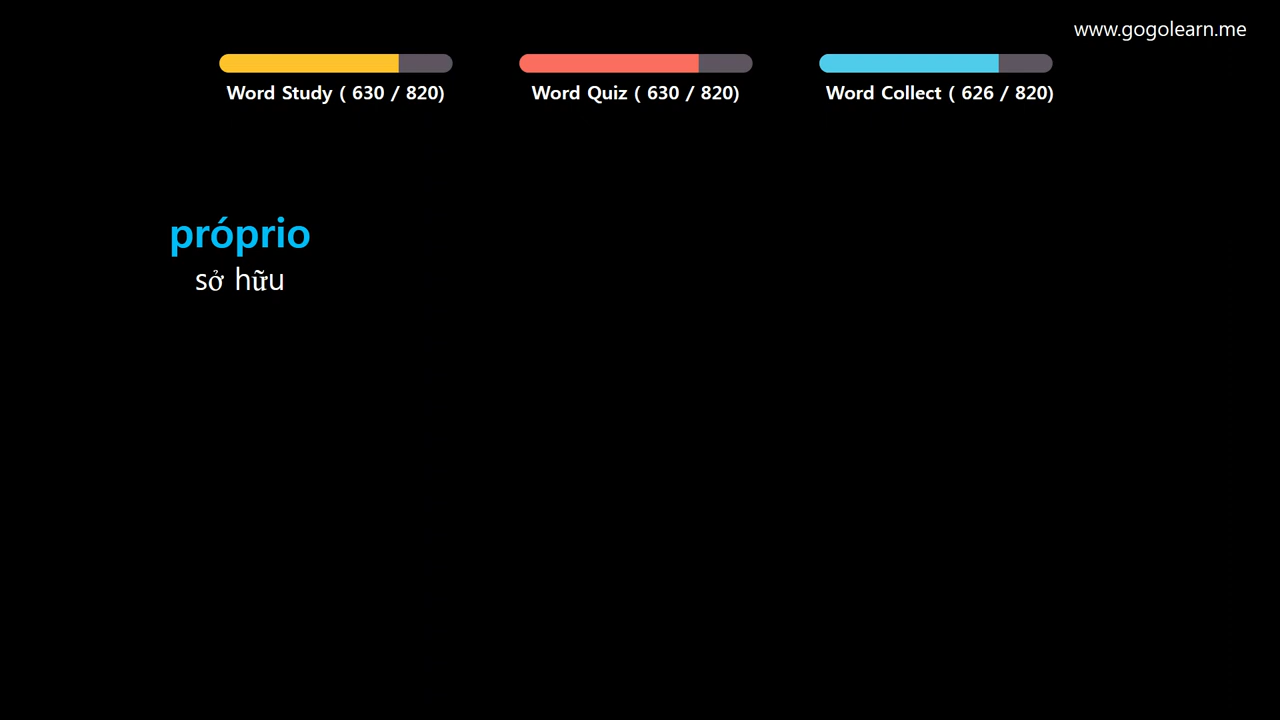 www.gogolearn.me
Word Study ( 630 / 820)
Word Quiz ( 630 / 820)
Word Collect ( 626 / 820)
próprio
sở hữu